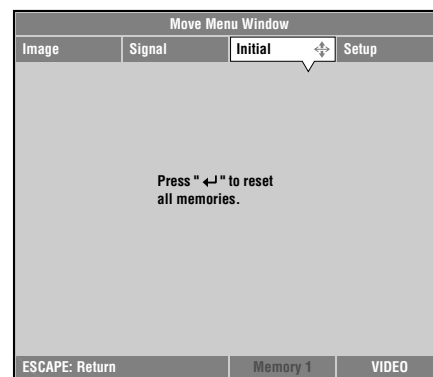 Move Menu Window
Image Signal Initial Setup
Press " ↵ " to reset
all memories.
ESCAPE: Return Memory 1 VIDEO